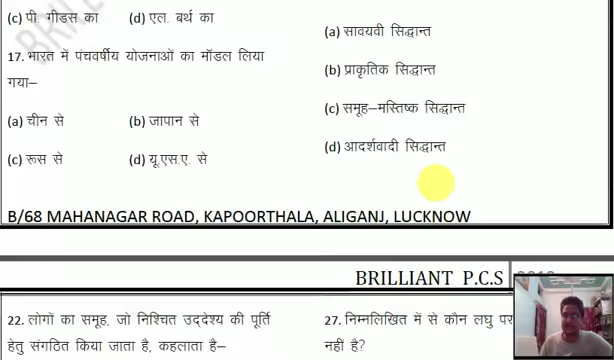 (c) पी. गीडस का (d) एल. बर्थ का
17. भारत में पंचवर्षीय योजनाओं का मॉडल लिया
गया–
(a) चीन से (b) जापान से
(c) रूस से (d) यू.एस.ए. से
(a) सावयवी सिद्धान्त
(b) प्राकृतिक सिद्धान्त
(c) समूह–मस्तिष्क सिद्धान्त
(d) आदर्शवादी सिद्धान्त
B/68 MAHANAGAR ROAD, KAPOORTHALA, ALIGANJ, LUCKNOW
BRILLIANT P.C.S
22. लोगों का समूह, जो निश्चित उद्देश्य की पूर्ति
हेतु संगठित किया जाता है, कहलाता है–
27. निम्नलिखित में से कौन लघु पर
नहीं है?